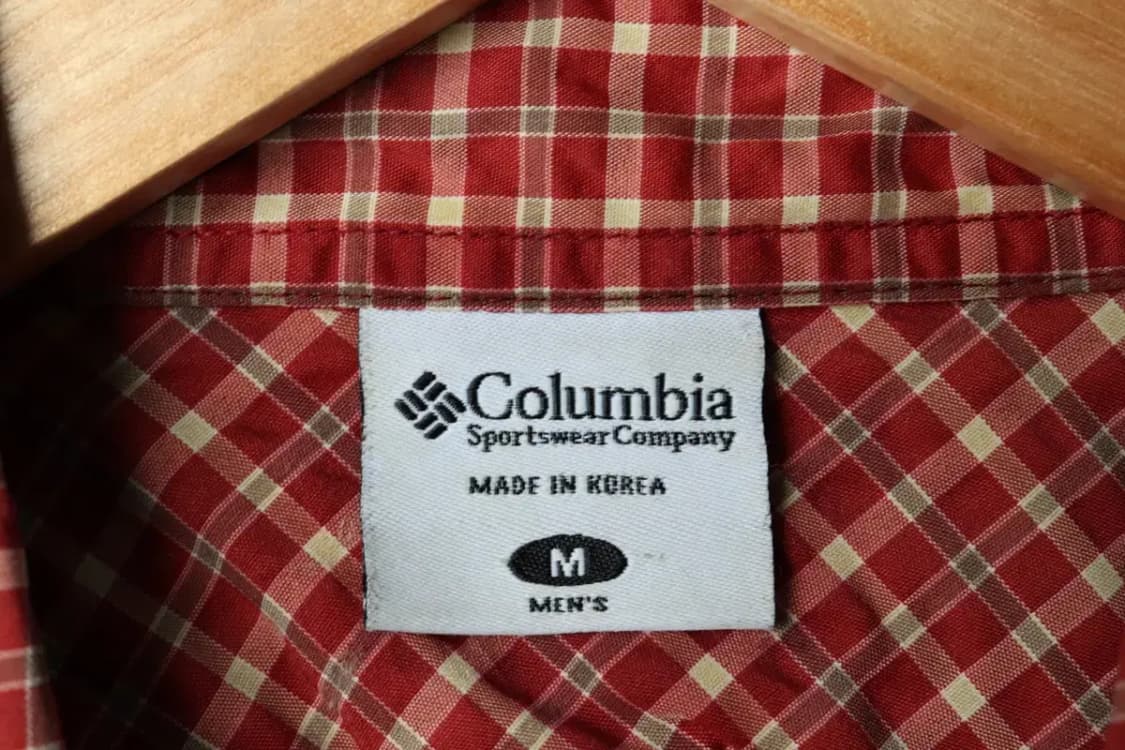 Columbia
Sportswear Company
MADE IN KOREA
M
MEN'S